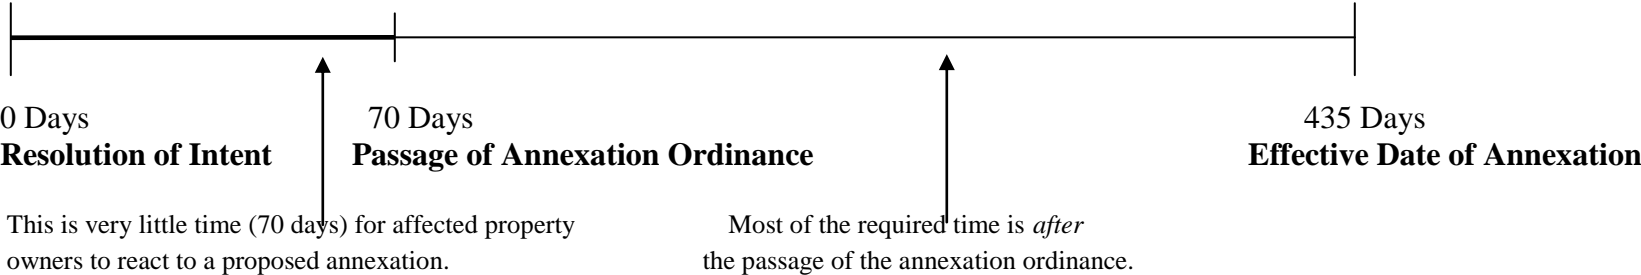 0 Days 70 Days 435 Days
Resolution of Intent Passage of Annexation Ordinance Effective Date of Annexation
This is very little time (70 days) for affected property Most of the required time is after
owners to react to a proposed annexation. the passage of the annexation ordinance.